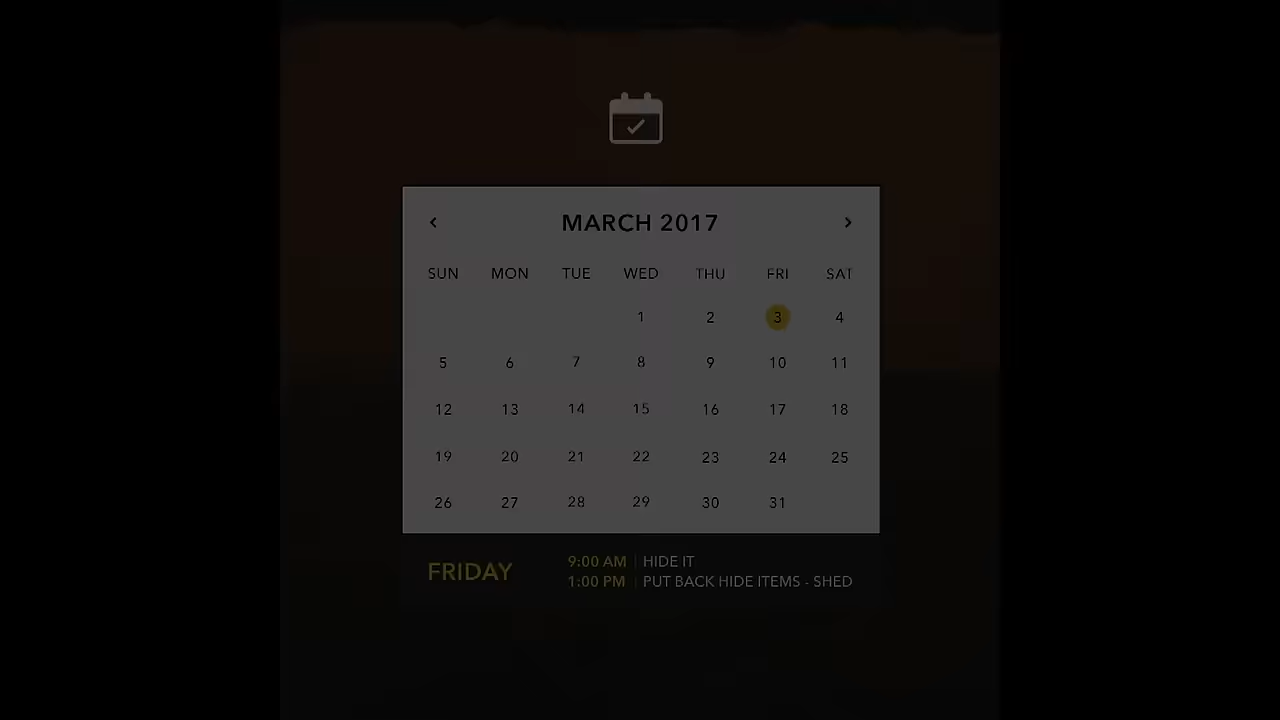 < MARCH 2017 >
SUN MON TUE WED THU FRI SAT
1 2 3 4
5 6 7 8 9 10 11
12 13 14 15 16 17 18
19 20 21 22 23 24 25
26 27 28 29 30 31
FRIDAY
9:00 AM | HIDE IT
1:00 PM | PUT BACK HIDE ITEMS - SHED